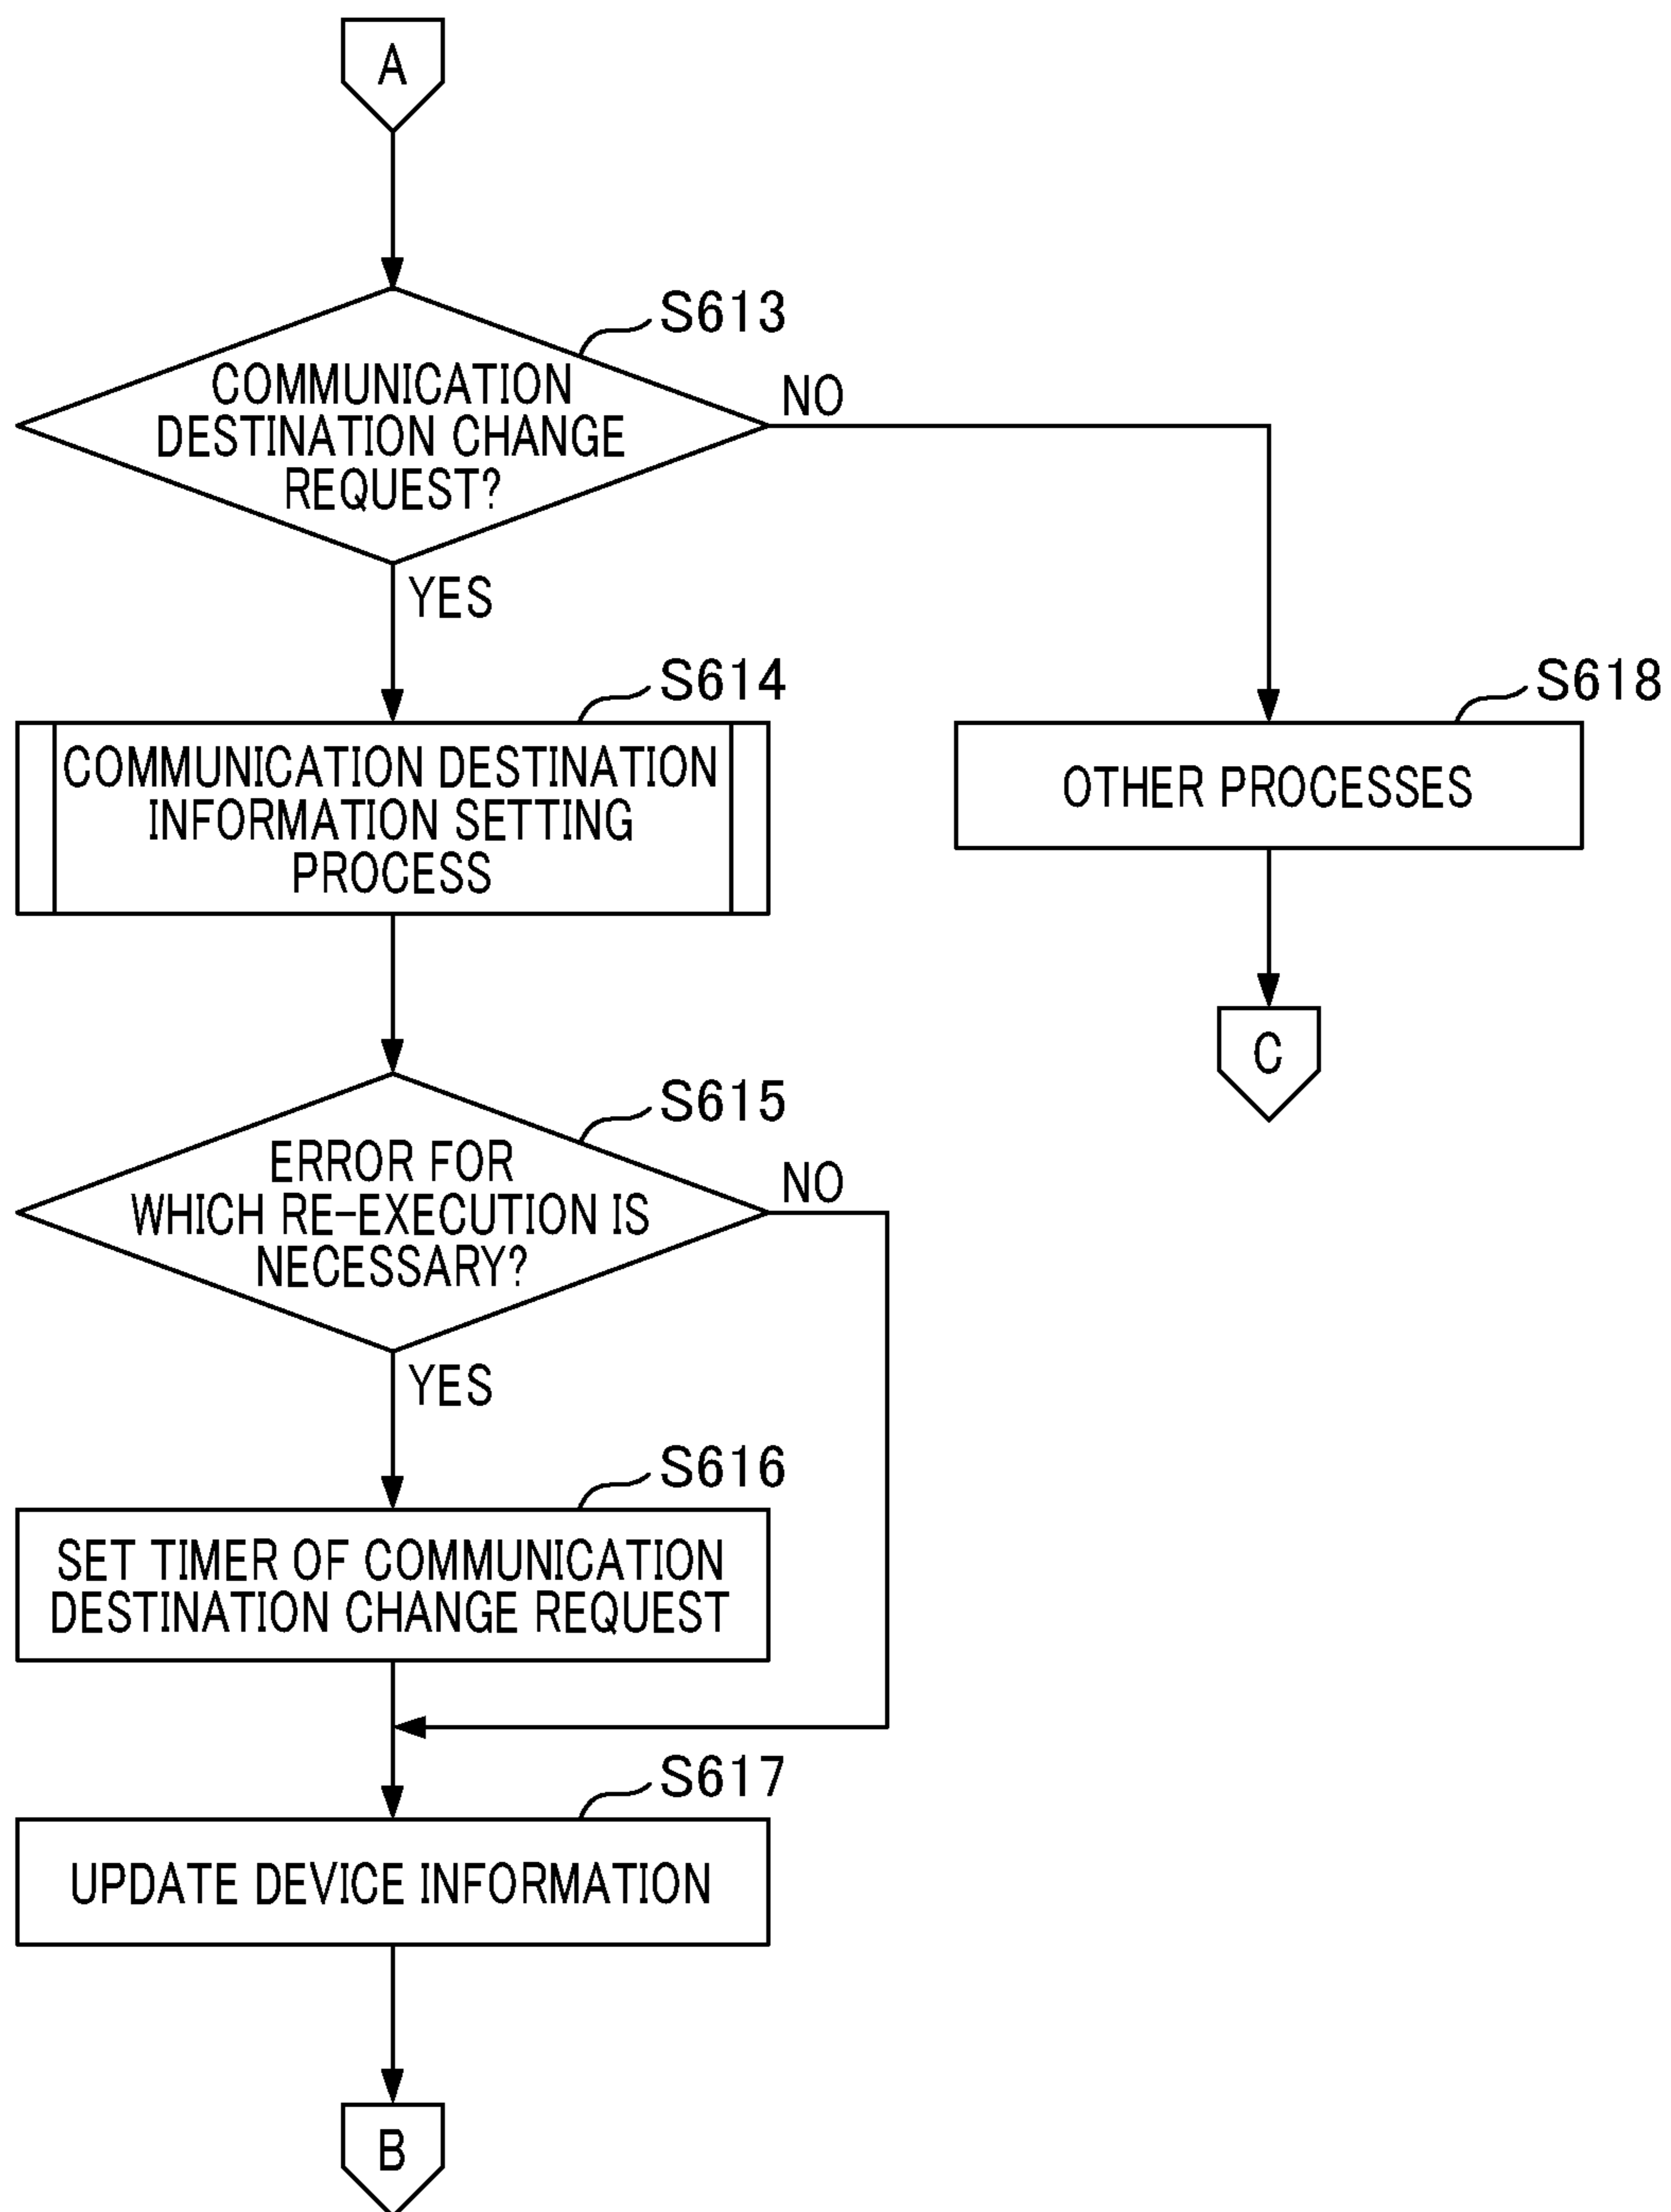 A
S613
COMMUNICATION
DESTINATION CHANGE
REQUEST?
NO
YES
S614
COMMUNICATION DESTINATION
INFORMATION SETTING
PROCESS
S618
OTHER PROCESSES
C
S615
ERROR FOR
WHICH RE-EXECUTION IS
NECESSARY?
NO
YES
S616
SET TIMER OF COMMUNICATION
DESTINATION CHANGE REQUEST
S617
UPDATE DEVICE INFORMATION
B